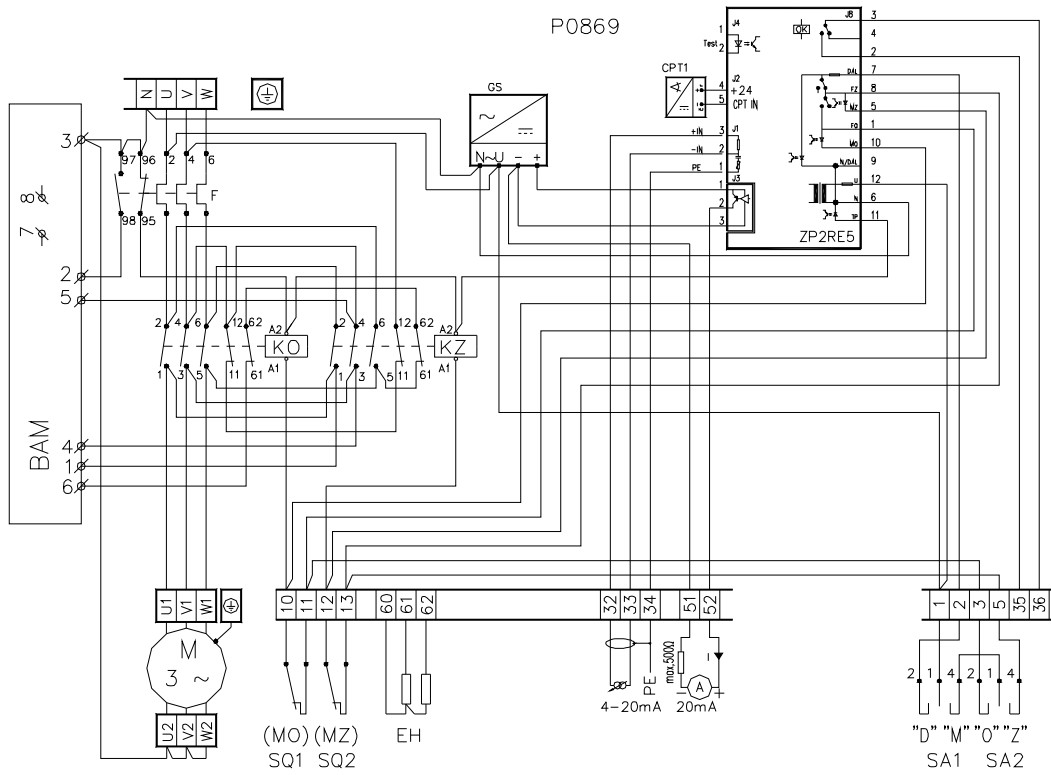 P0869
3
4
2
J8
OK
1
2
J4
Test
CPT1
4
5
J2
+24
CPT IN
7
DAL
8
FZ
5
MZ
1
FO
10
MO
9
N/DAL
12
U
6
N
11
TP
+IN 3
-IN 2
PE 1
J1
J3
1
2
3
ZP2RE5
GS
~
N~U - +
N U V W
3
97 96 2 4 6
F
98 95
7 8
2
5
2 4 6 12 62 A2
KO
1 3 5 11 61 A1
2 4 6 12 62 A2
KZ
1 3 5 11 61 A1
BAM
4
1
6
U1 V1 W1
M
3 ~
U2 V2 W2
10 11 12 13 60 61 62 32 33 34 51 52
1 2 3 5 35 36
(MO) (MZ) EH
SQ1 SQ2
4-20mA
PE
max.500Ω
I
- A +
20mA
2 1 4 2 1 4
"D" "M" "O" "Z"
SA1 SA2